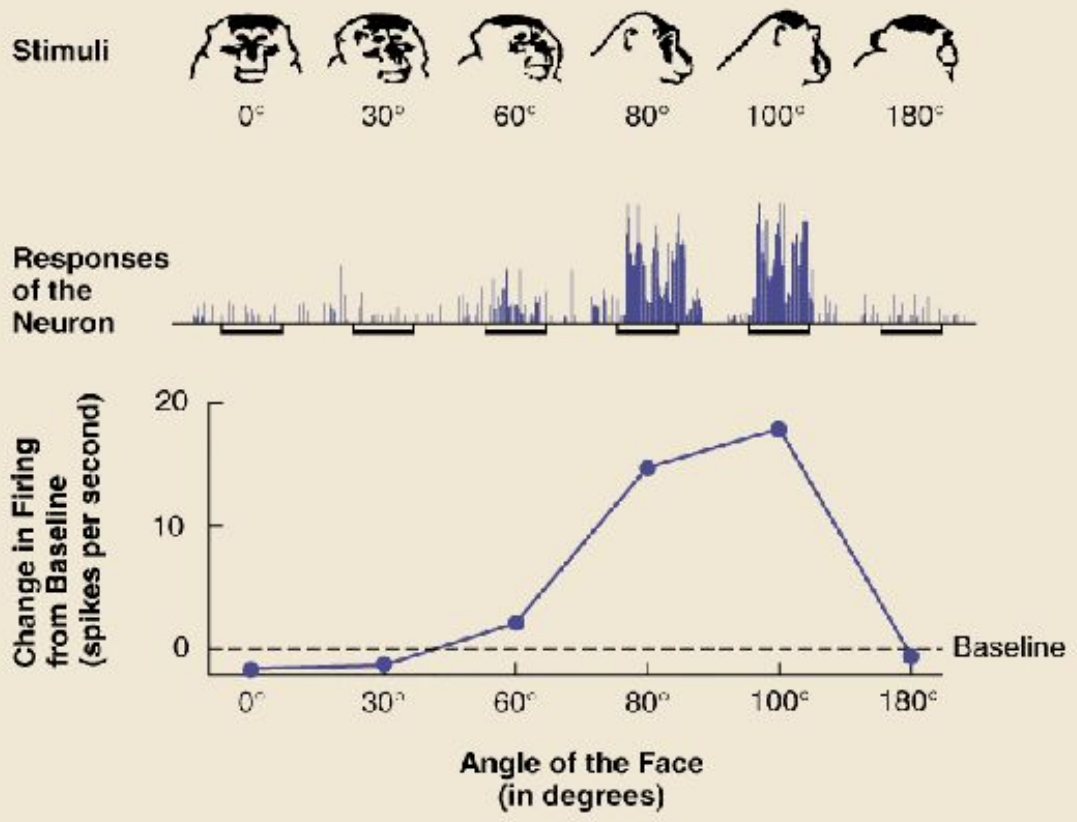 Stimuli
0° 30° 60° 80° 100° 180°
Responses
of the
Neuron
Change in Firing
from Baseline
(spikes per second)
20
10
0
Baseline
0° 30° 60° 80° 100° 180°
Angle of the Face
(in degrees)